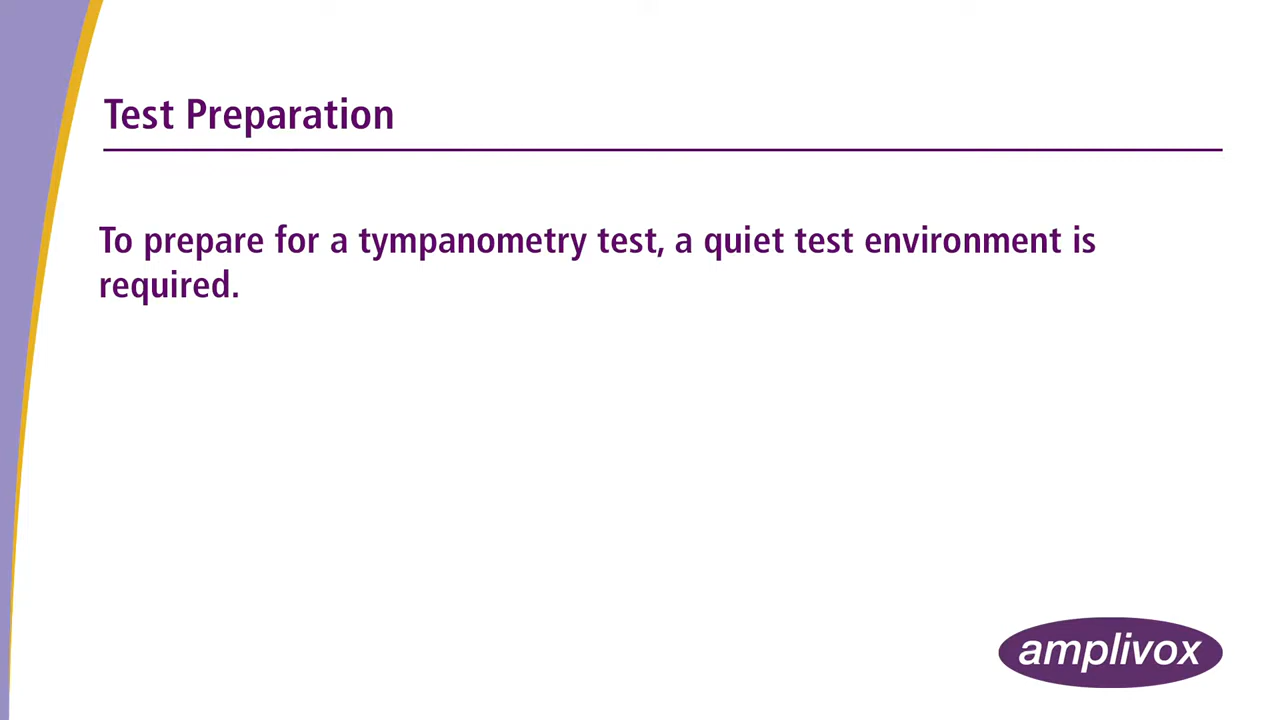 Test Preparation
To prepare for a tympanometry test, a quiet test environment is
required.
amplivox